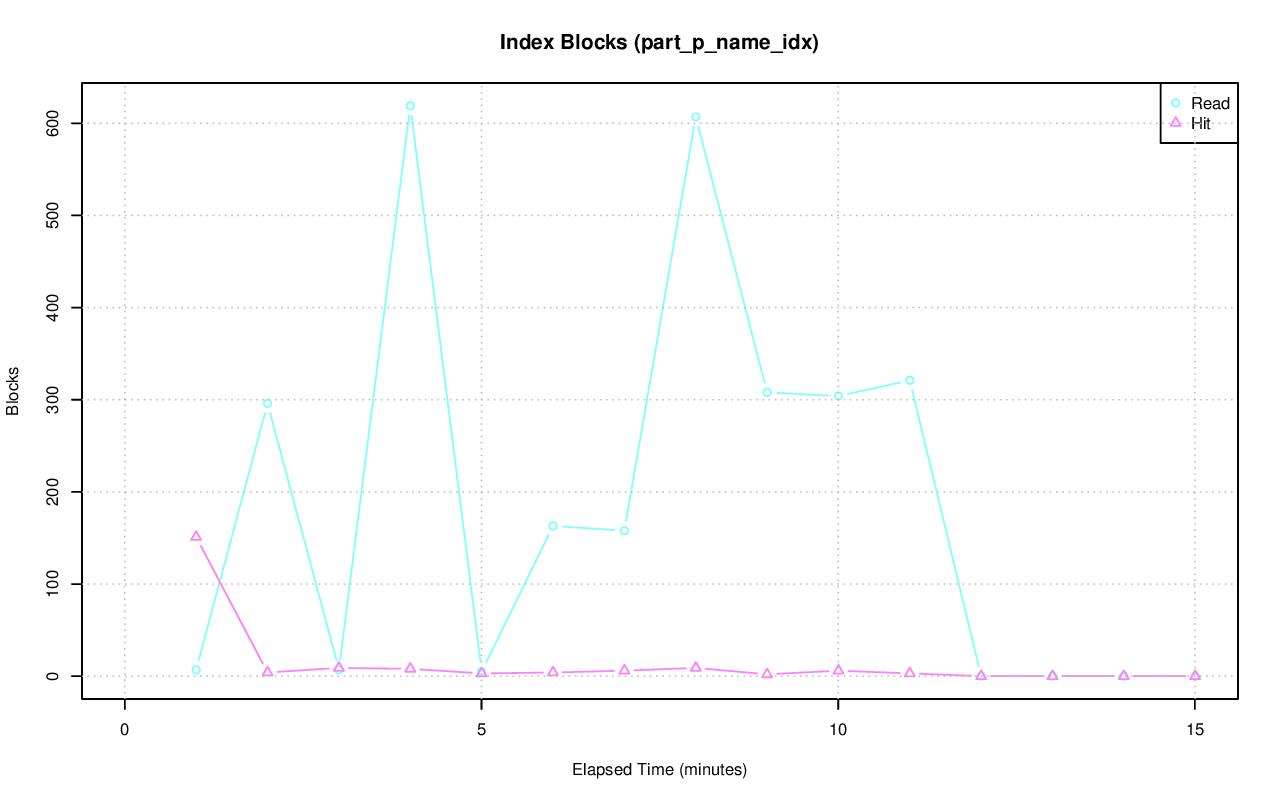 Index Blocks (part_p_name_idx)
Read
Hit
Blocks
600
500
400
300
200
100
0
0 5 10 15
Elapsed Time (minutes)